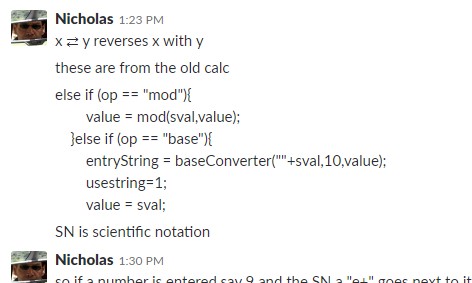 Nicholas 1:23 PM
x ⇄ y reverses x with y
these are from the old calc
else if (op == "mod"){
value = mod(sval,value);
}else if (op == "base"){
entryString = baseConverter(""+sval,10,value);
usestring=1;
value = sval;
SN is scientific notation
Nicholas 1:30 PM
so if a number is entered say 9 and the SN a "e+" goes next to it